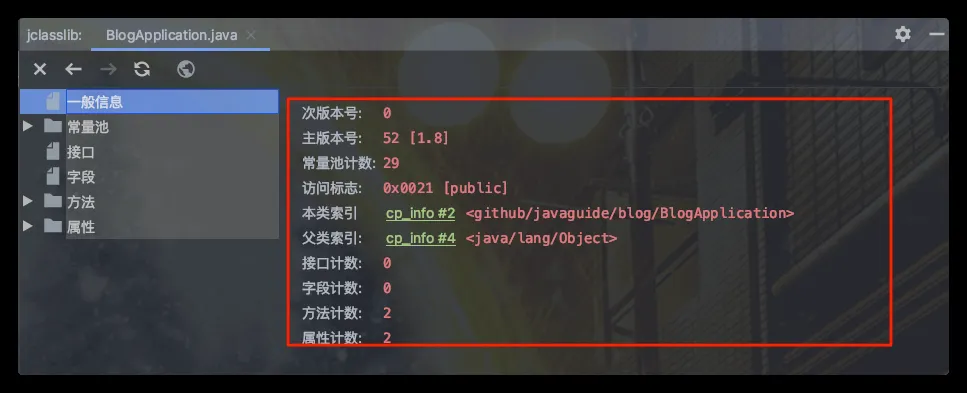 jclasslib:
BlogApplication.java
一般信息
常量池
接口
字段
方法
属性
次版本号: 0
主版本号: 52 [1.8]
常量池计数: 29
访问标志: 0x0021 [public]
本类索引 cp_info #2 <github/javaguide/blog/BlogApplication>
父类索引: cp_info #4 <java/lang/Object>
接口计数: 0
字段计数: 0
方法计数: 2
属性计数: 2